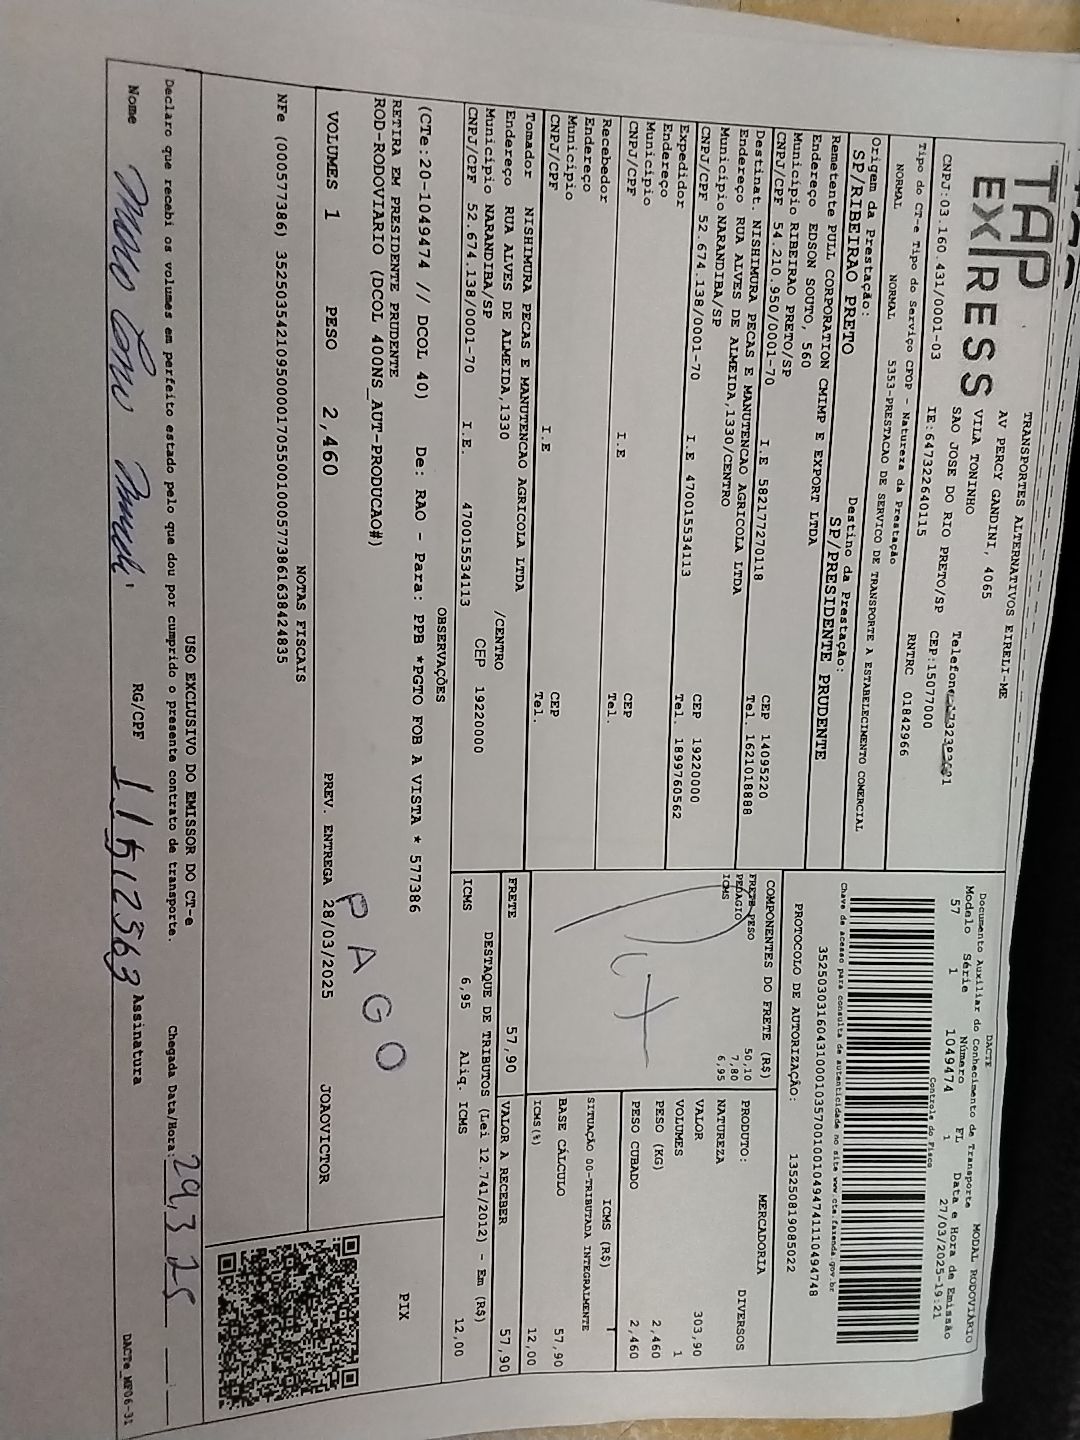 TAP
EXPRESS
TRANSPORTES ALTERNATIVOS EIRELI-ME
AV PERCY GANDINI, 4065
VILA TONINHO
SAO JOSE DO RIO PRETO/SP CEP:15077000
CNPJ:03.160.431/0001-03 IE:647322640115 RNTRC 01842966
Tipo do CT-e Tipo do Serviço CFOP - Natureza da Prestação
NORMAL NORMAL 5353-PRESTACAO DE SERVICO DE TRANSPORTE A ESTABELECIMENTO COMERCIAL
Origem da Prestação: Destino da Prestação:
SP/RIBEIRAO PRETO SP/PRESIDENTE PRUDENTE
Remetente PULL CORPORATION CMIMP E EXPORT LTDA
Endereço EDSON SOUTO, 560 CEP 14095220
Município RIBEIRAO PRETO/SP Tel. 1621018888
CNPJ/CPF 54.210.950/0001-70 I.E 582177270118
Destinat. NISHIMURA PECAS E MANUTENCAO AGRICOLA LTDA
Endereço RUA ALVES DE ALMEIDA,1330/CENTRO CEP 19220000
Município NARANDIBA/SP Tel. 1899760562
CNPJ/CPF 52.674.138/0001-70 I.E 470015534113
Expedidor
Endereço CEP
Município Tel.
CNPJ/CPF I.E
Recebedor
Endereço CEP
Município Tel.
CNPJ/CPF I.E
Tomador NISHIMURA PECAS E MANUTENCAO AGRICOLA LTDA
Endereço RUA ALVES DE ALMEIDA,1330 /CENTRO
Município NARANDIBA/SP CEP 19220000
CNPJ/CPF 52.674.138/0001-70 I.E. 470015534113
DACTE MODAL RODOVIÁRIO
Documento Auxiliar do Conhecimento de Transporte
Modelo Série Número FL Data e Hora de Emissão
57 1 1049474 1 27/03/2025-19:21
Controle do Fisco
Chave de acesso para consulta de autenticidade no site www.cte.fazenda.gov.br
35250303160431000103570010010494741110494748
PROTOCOLO DE AUTORIZAÇÃO: 135250819085022
COMPONENTES DO FRETE (R$)
FRETE PESO 50,10
PEDAGIO 7,80
ICMS 6,95
PRODUTO: MERCADORIA
NATUREZA DIVERSOS
VALOR 303,90
VOLUMES 1
PESO (KG) 2,460
PESO CUBADO 2,460
ICMS (R$)
SITUAÇÃO 00-TRIBUTADA INTEGRALMENTE
BASE CÁLCULO 57,90
ICMS(%) 12,00
FRETE 57,90 VALOR A RECEBER 57,90
DESTAQUE DE TRIBUTOS (Lei 12.741/2012) - Em (R$)
ICMS 6,95 Aliq. ICMS 12,00
OBSERVAÇÕES
(CTe:20-1049474 // DCOL 40) De: RAO - Para: PPB *PGTO FOB A VISTA * 577386
RETIRA EM PRESIDENTE PRUDENTE
ROD-RODOVIARIO (DCOL 400NS_AUT-PRODUCAO#)
PAGO
PIX
VOLUMES 1 PESO 2,460 PREV. ENTREGA 28/03/2025 JOAOVICTOR
NOTAS FISCAIS
NFe (000577386) 35250354210950000170550010005773861638424835
USO EXCLUSIVO DO EMISSOR DO CT-e
Declaro que recebi os volumes em perfeito estado pelo que dou por cumprido o presente contrato de transporte. Chegada Data/Hora: 29,3 25
Nome RG/CPF Assinatura
DACTe_MF06-31